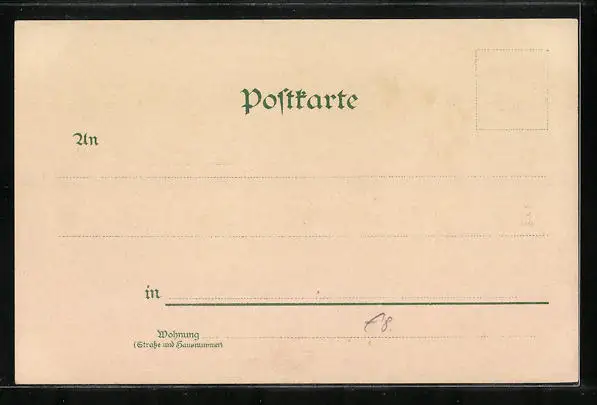 Postkarte
An
in
Wohnung
(Straße und Hausnummer)